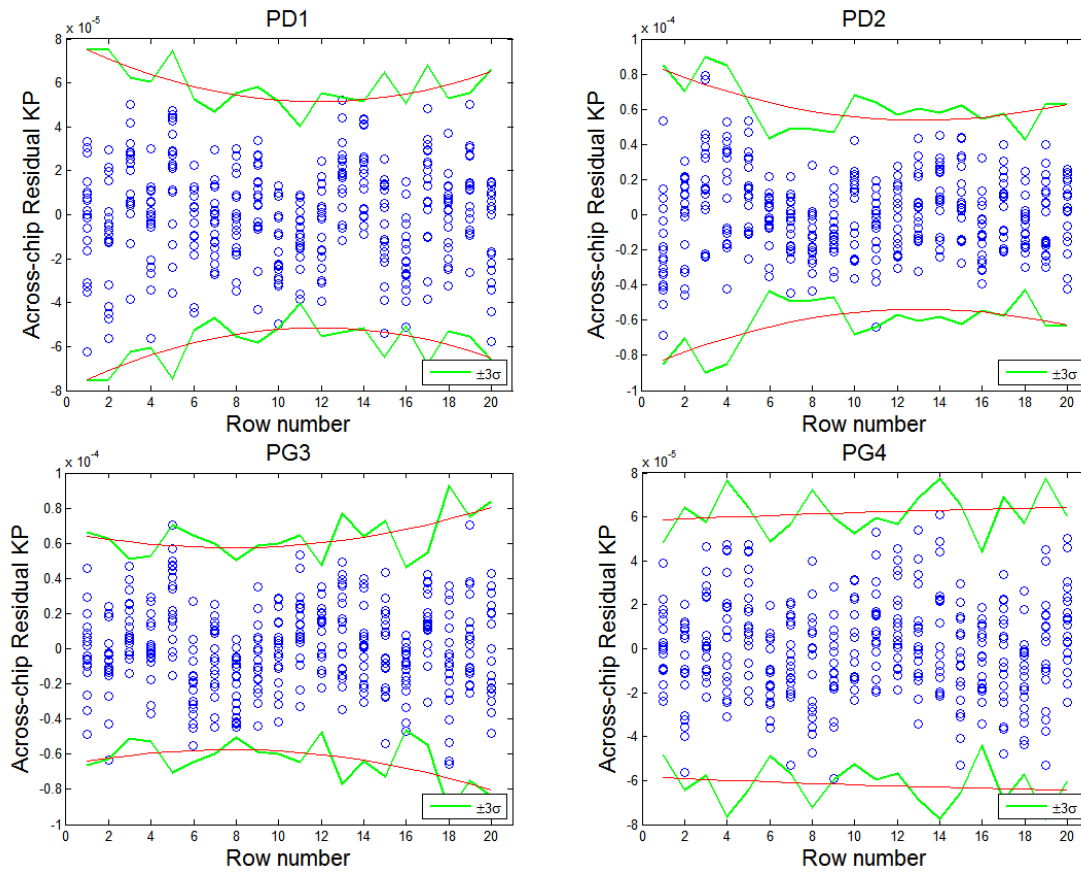 PD1
x 10^-5
8
6
4
2
0
-2
-4
-6
-8
Across-chip Residual KP
0 2 4 6 8 10 12 14 16 18 20
Row number
±3σ
PD2
x 10^-4
1
0.8
0.6
0.4
0.2
0
-0.2
-0.4
-0.6
-0.8
-1
Across-chip Residual KP
0 2 4 6 8 10 12 14 16 18 20
Row number
±3σ
PG3
x 10^-4
1
0.8
0.6
0.4
0.2
0
-0.2
-0.4
-0.6
-0.8
-1
Across-chip Residual KP
0 2 4 6 8 10 12 14 16 18 20
Row number
±3σ
PG4
x 10^-5
8
6
4
2
0
-2
-4
-6
-8
Across-chip Residual KP
0 2 4 6 8 10 12 14 16 18 20
Row number
±3σ